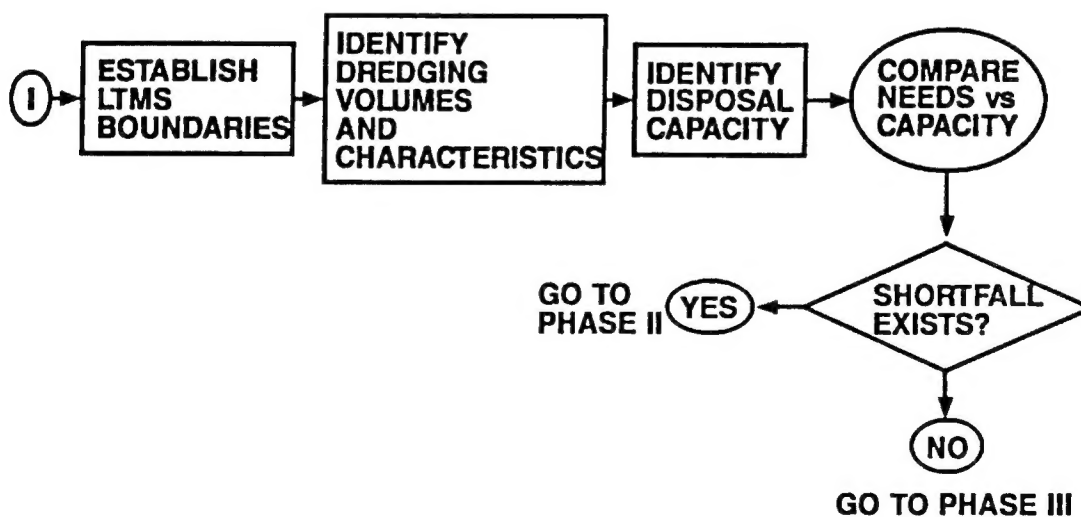 I
ESTABLISH
LTMS
BOUNDARIES
IDENTIFY
DREDGING
VOLUMES
AND
CHARACTERISTICS
IDENTIFY
DISPOSAL
CAPACITY
COMPARE
NEEDS vs
CAPACITY
SHORTFALL
EXISTS?
YES
GO TO
PHASE II
NO
GO TO PHASE III